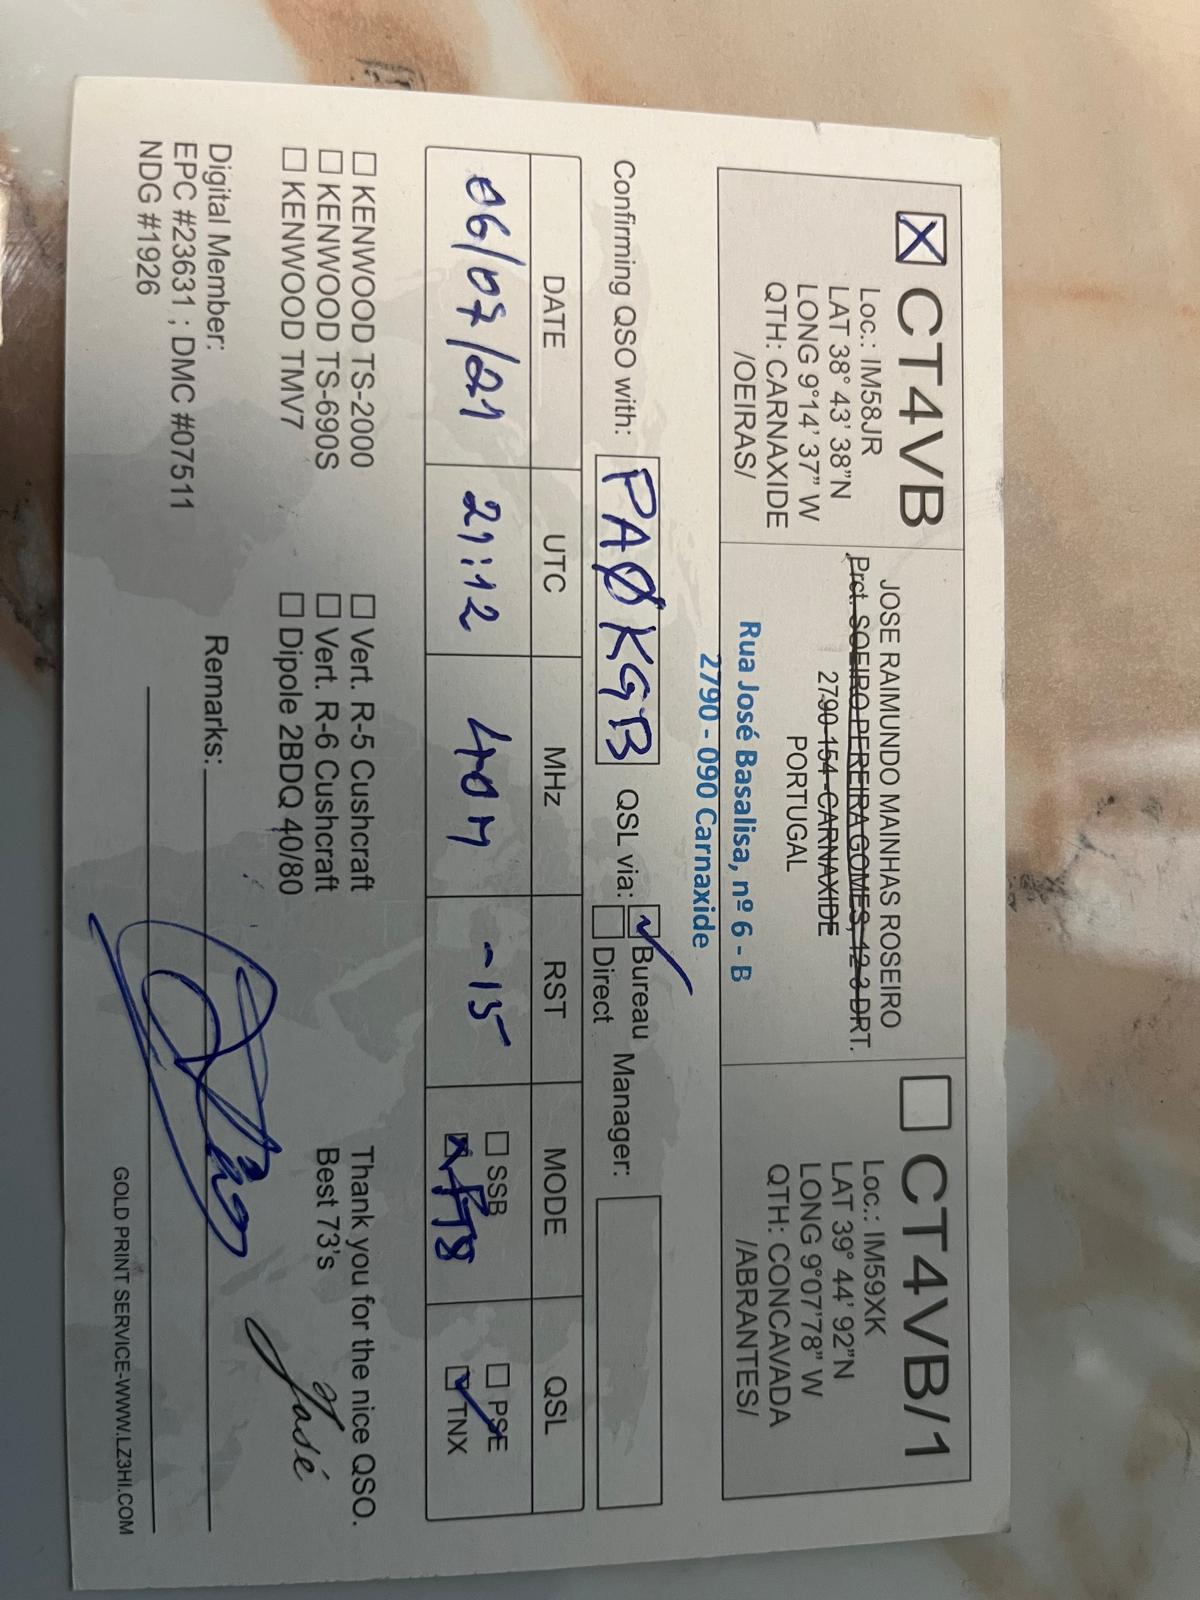 ☒ CT4VB
Loc.: IM58JR
LAT 38° 43' 38"N
LONG 9°14' 37" W
QTH: CARNAXIDE
/OEIRAS/
JOSE RAIMUNDO MAINHAS ROSEIRO
Prct. SOEIRO PEREIRA GOMES, 12-3 DRT.
2790-154-CARNAXIDE
PORTUGAL
Rua José Basalisa, nº 6 - B
2790 - 090 Carnaxide
☐ CT4VB/1
Loc.: IM59XK
LAT 39° 44' 92"N
LONG 9°07'78" W
QTH: CONCAVADA
/ABRANTES/
Confirming QSO with: PAØKGB QSL via: ☑ Bureau ☐ Direct Manager:
DATE UTC MHz RST MODE QSL
06/07/21 21:12 40M -15 ☐ SSB ☒ FT8 ☐ PSE ☑ TNX
☐ KENWOOD TS-2000
☐ KENWOOD TS-690S
☐ KENWOOD TMV7
☐ Vert. R-5 Cushcraft
☐ Vert. R-6 Cushcraft
☐ Dipole 2BDQ 40/80
Thank you for the nice QSO.
Best 73's
José
Digital Member:
EPC #23631 ; DMC #07511
NDG #1926
Remarks:
GOLD PRINT SERVICE-WWW.LZ3HI.COM